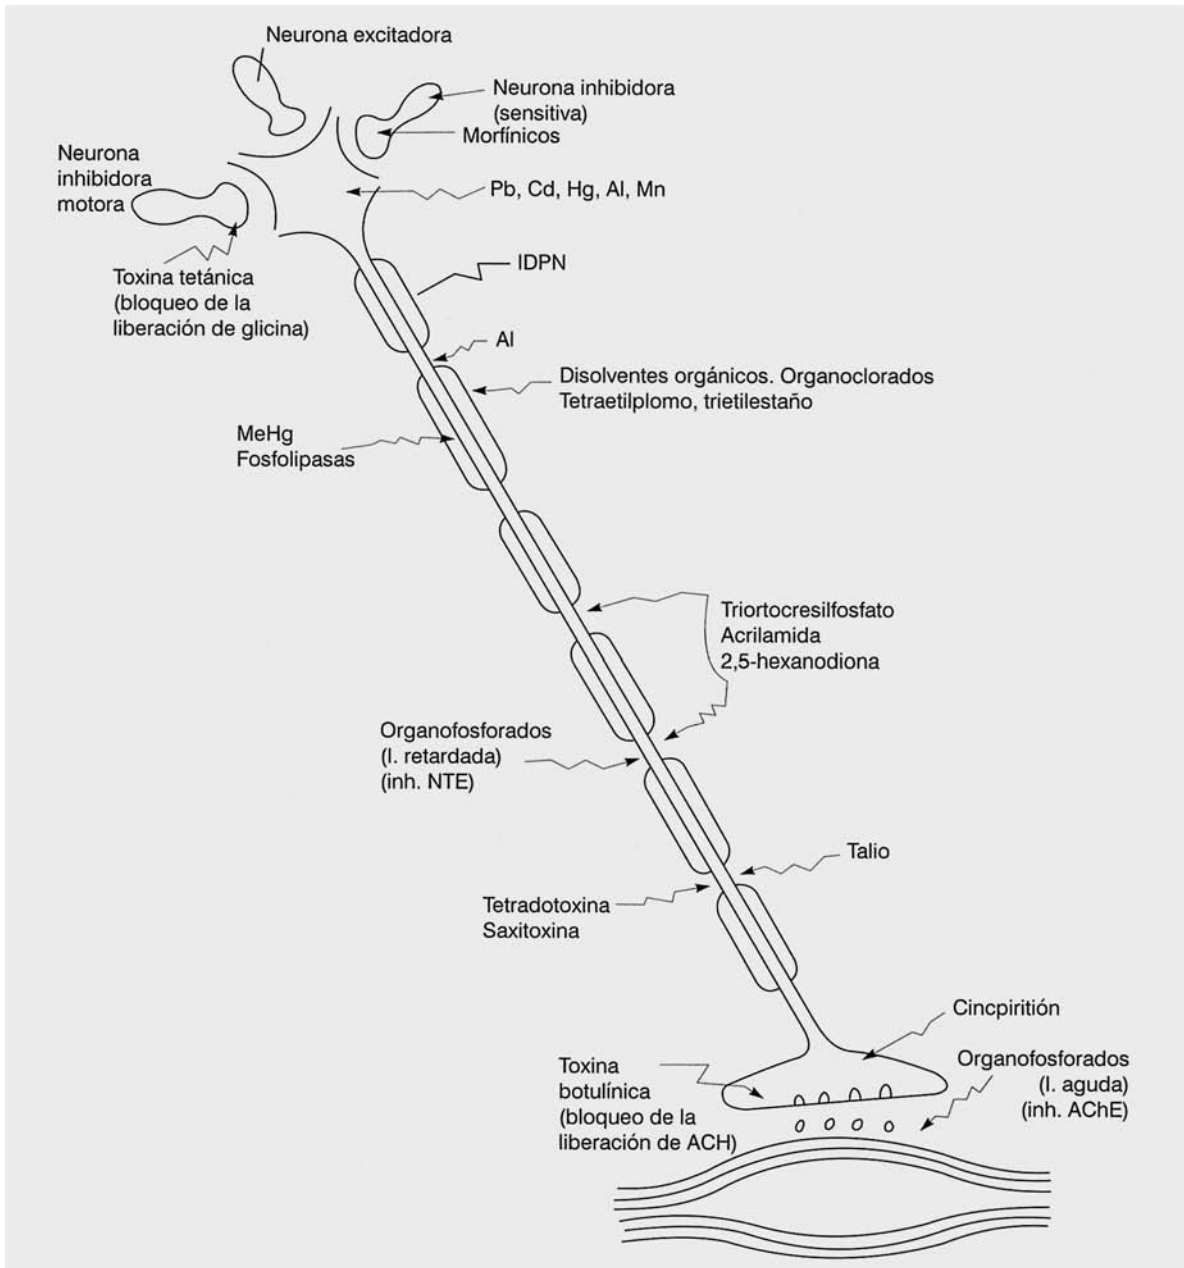 Neurona excitadora
Neurona inhibidora
(sensitiva)
Morfínicos
Neurona
inhibidora
motora
Pb, Cd, Hg, Al, Mn
Toxina tetánica
(bloqueo de la
liberación de glicina)
IDPN
Al
Disolventes orgánicos. Organoclorados
Tetraetilplomo, trietilestaño
MeHg
Fosfolipasas
Triortocresilfosfato
Acrilamida
2,5-hexanodiona
Organofosforados
(I. retardada)
(inh. NTE)
Talio
Tetradotoxina
Saxitoxina
Cincpiritión
Toxina
botulínica
(bloqueo de la
liberación de ACH)
Organofosforados
(I. aguda)
(inh. AChE)